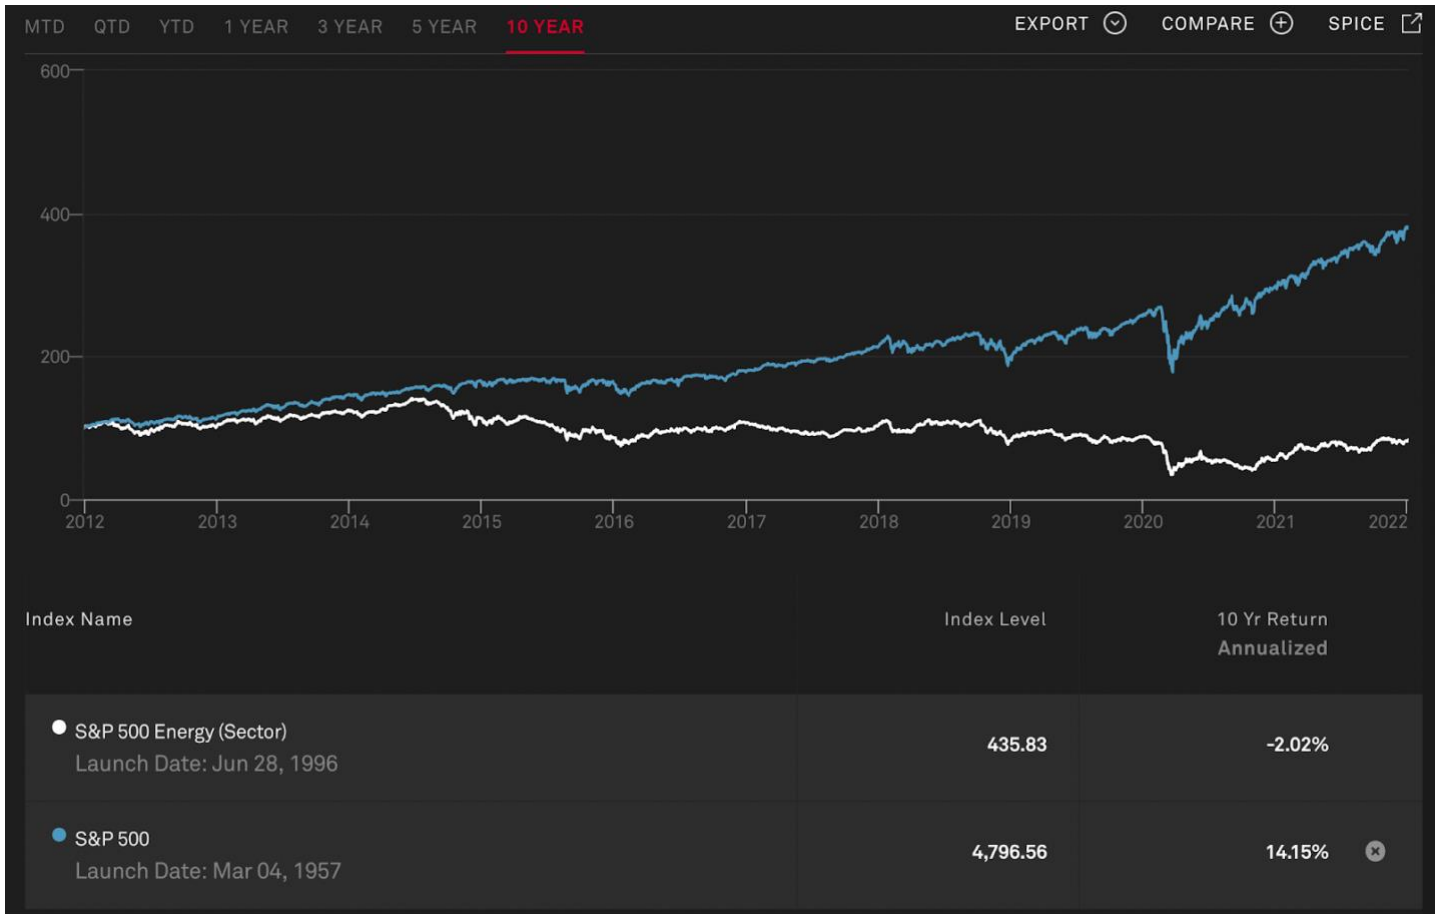 MTD QTD YTD 1 YEAR 3 YEAR 5 YEAR 10 YEAR EXPORT COMPARE SPICE
600
400
200
0
2012 2013 2014 2015 2016 2017 2018 2019 2020 2021 2022
Index Name Index Level 10 Yr Return
Annualized
S&P 500 Energy (Sector) 435.83 -2.02%
Launch Date: Jun 28, 1996
S&P 500 4,796.56 14.15%
Launch Date: Mar 04, 1957